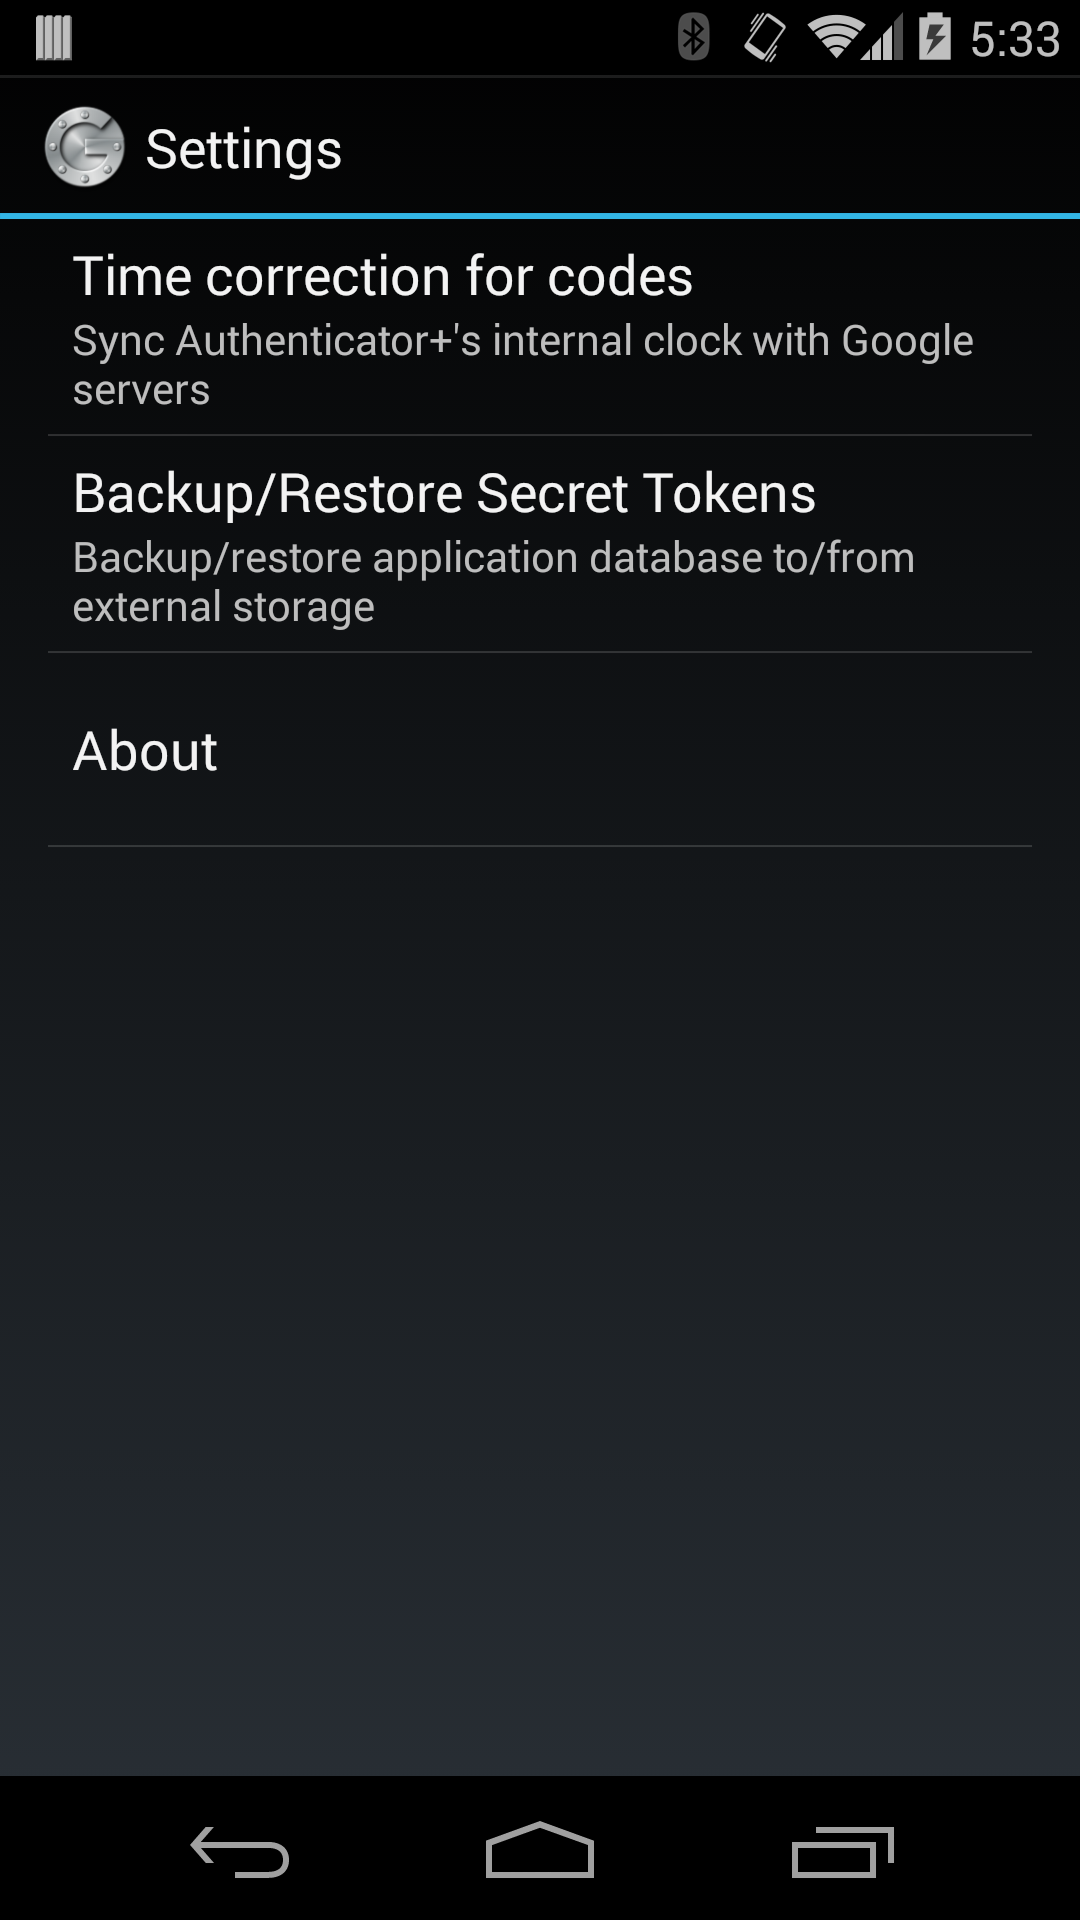 5:33
Settings
Time correction for codes
Sync Authenticator+'s internal clock with Google
servers
Backup/Restore Secret Tokens
Backup/restore application database to/from
external storage
About